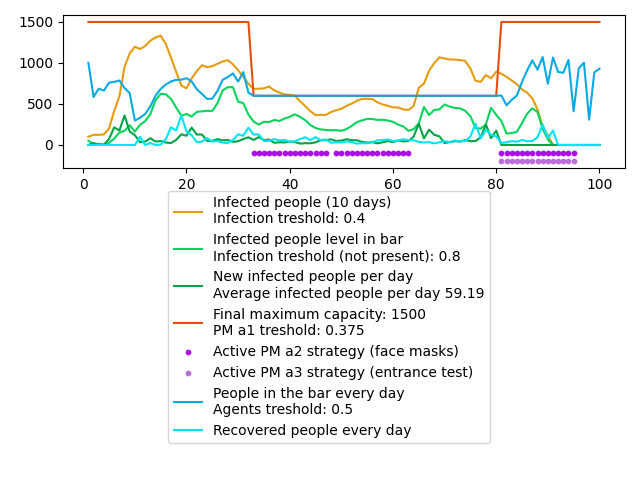 1500
1000
500
0
0
20
40
60
80
100
Infected people (10 days)
Infection treshold: 0.4
Infected people level in bar
Infection treshold (not present): 0.8
New infected people per day
Average infected people per day 59.19
Final maximum capacity: 1500
PM a1 treshold: 0.375
Active PM a2 strategy (face masks)
Active PM a3 strategy (entrance test)
People in the bar every day
Agents treshold: 0.5
Recovered people every day